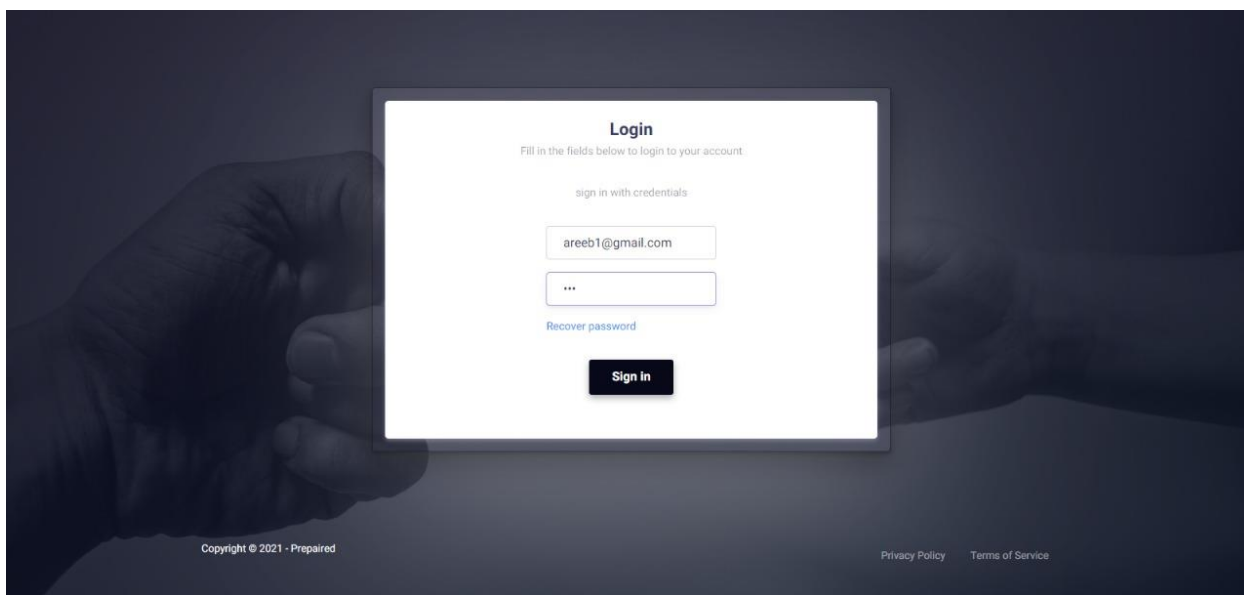 Login
Fill in the fields below to login to your account
sign in with credentials
areeb1@gmail.com
•••
Recover password
Sign in
Copyright © 2021 - Prepaired
Privacy Policy Terms of Service